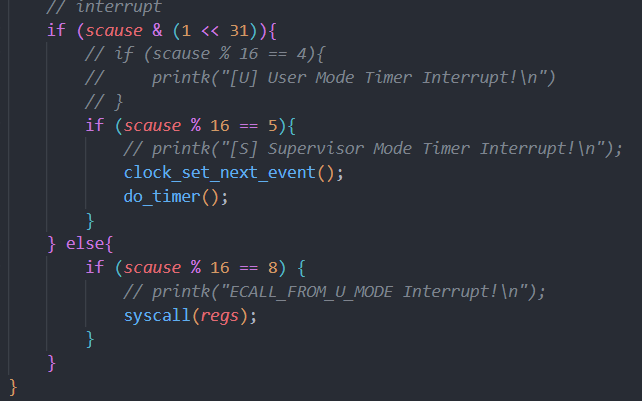 // interrupt
if (scause & (1 << 31)){
// if (scause % 16 == 4){
//     printk("[U] User Mode Timer Interrupt!\n")
// }
if (scause % 16 == 5){
// printk("[S] Supervisor Mode Timer Interrupt!\n");
clock_set_next_event();
do_timer();
}
} else{
if (scause % 16 == 8) {
// printk("ECALL_FROM_U_MODE Interrupt!\n");
syscall(regs);
}
}
}